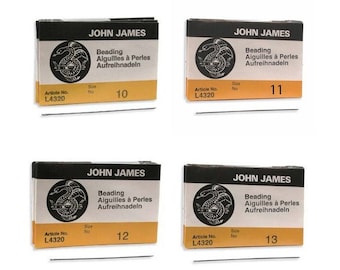 JOHN JAMES
Beading
Aiguilles à Perles
Aufreihnadeln
Article No. Size
L4320 No 10
JOHN JAMES
Beading
Aiguilles à Perles
Aufreihnadeln
Article No. Size
L4320 No 11
JOHN JAMES
Beading
Aiguilles à Perles
Aufreihnadeln
Article No. Size
L4320 No 12
JOHN JAMES
Beading
Aiguilles à Perles
Aufreihnadeln
Article No. Size
L4320 No 13